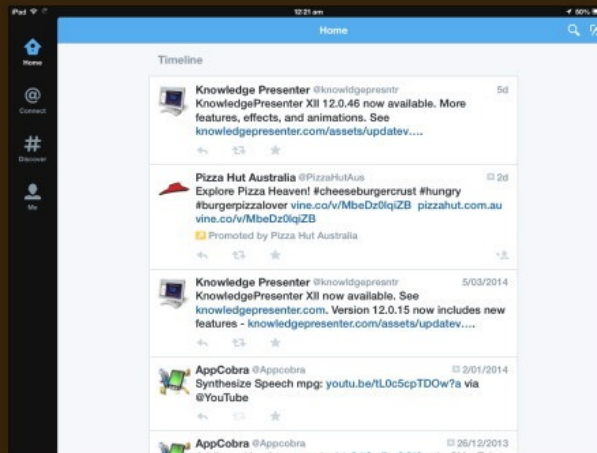 iPad 12:21 am 50%
Home
Home
Connect
Discover
Me
Timeline
Knowledge Presenter @knowldgepresntr 5d
KnowledgePresenter XII 12.0.46 now available. More
features, effects, and animations. See
knowledgepresenter.com/assets/updatev....
Pizza Hut Australia @PizzaHutAus 2d
Explore Pizza Heaven! #cheeseburgercrust #hungry
#burgerpizzalover vine.co/v/MbeDz0lqiZB pizzahut.com.au
vine.co/v/MbeDz0lqiZB
Promoted by Pizza Hut Australia
Knowledge Presenter @knowldgepresntr 5/03/2014
KnowledgePresenter XII now available. See
knowledgepresenter.com. Version 12.0.15 now includes new
features - knowledgepresenter.com/assets/updatev....
AppCobra @Appcobra 2/01/2014
Synthesize Speech mpg: youtu.be/tL0c5cpTDOw?a via
@YouTube
AppCobra @Appcobra 26/12/2013